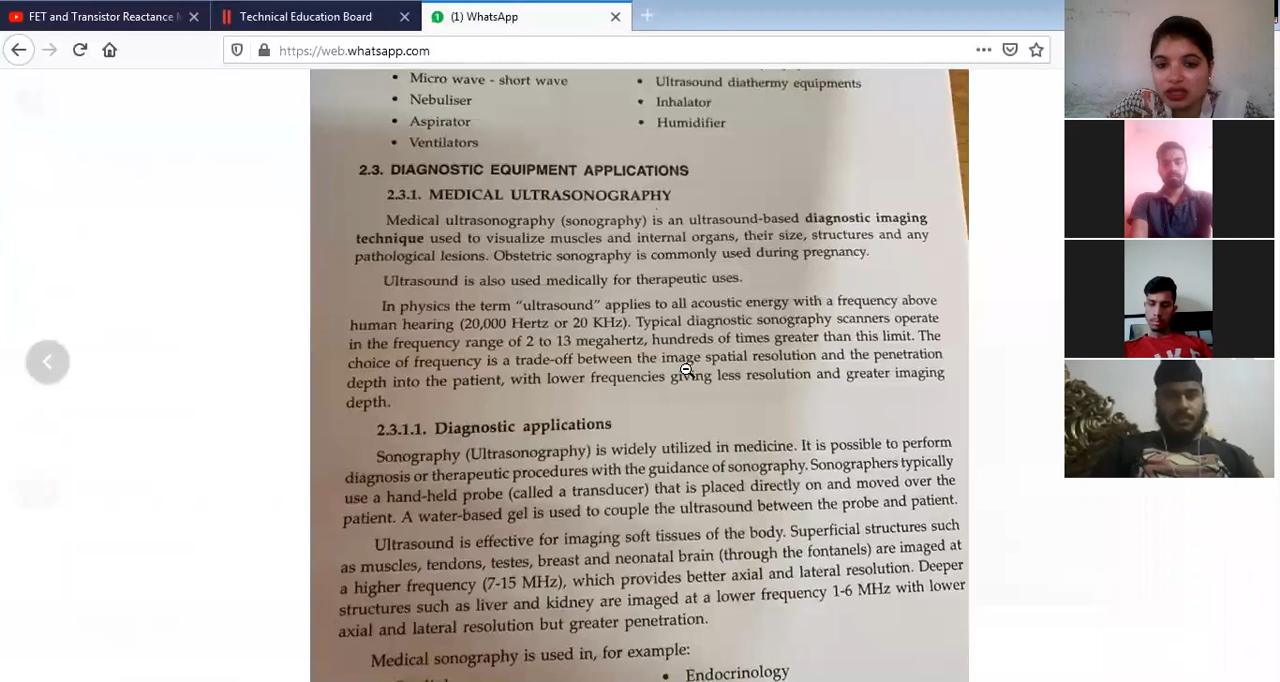 FET and Transistor Reactance
Technical Education Board
(1) WhatsApp
https://web.whatsapp.com
• Micro wave - short wave
• Nebuliser
• Aspirator
• Ventilators
• Ultrasound diathermy equipments
• Inhalator
• Humidifier
2.3. DIAGNOSTIC EQUIPMENT APPLICATIONS
2.3.1. MEDICAL ULTRASONOGRAPHY
Medical ultrasonography (sonography) is an ultrasound-based diagnostic imaging
technique used to visualize muscles and internal organs, their size, structures and any
pathological lesions. Obstetric sonography is commonly used during pregnancy.
Ultrasound is also used medically for therapeutic uses.
In physics the term "ultrasound" applies to all acoustic energy with a frequency above
human hearing (20,000 Hertz or 20 KHz). Typical diagnostic sonography scanners operate
in the frequency range of 2 to 13 megahertz, hundreds of times greater than this limit. The
choice of frequency is a trade-off between the image spatial resolution and the penetration
depth into the patient, with lower frequencies giving less resolution and greater imaging
depth.
2.3.1.1. Diagnostic applications
Sonography (Ultrasonography) is widely utilized in medicine. It is possible to perform
diagnosis or therapeutic procedures with the guidance of sonography. Sonographers typically
use a hand-held probe (called a transducer) that is placed directly on and moved over the
patient. A water-based gel is used to couple the ultrasound between the probe and patient.
Ultrasound is effective for imaging soft tissues of the body. Superficial structures such
as muscles, tendons, testes, breast and neonatal brain (through the fontanels) are imaged at
a higher frequency (7-15 MHz), which provides better axial and lateral resolution. Deeper
structures such as liver and kidney are imaged at a lower frequency 1-6 MHz with lower
axial and lateral resolution but greater penetration.
Medical sonography is used in, for example:
• Endocrinology